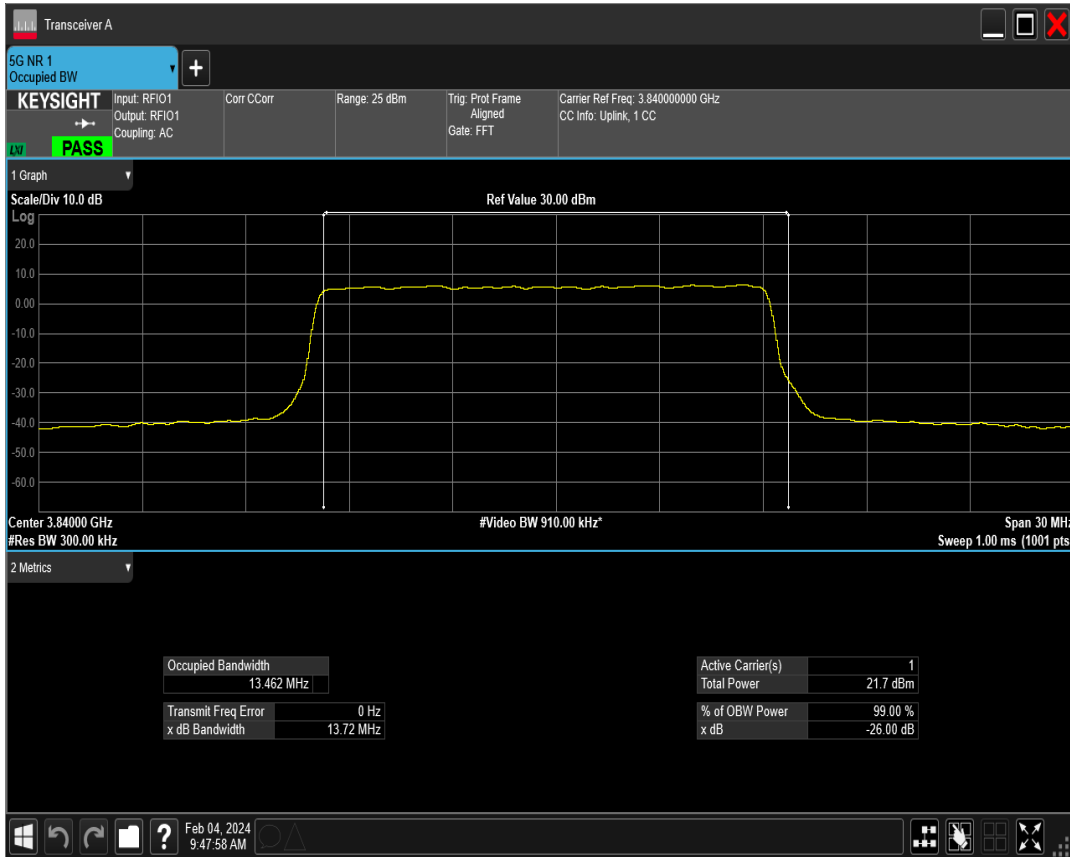 Transceiver A
5G NR 1
Occupied BW
KEYSIGHT
LXI
PASS
Input: RFIO1
Output: RFIO1
Coupling: AC
Corr CCorr
Range: 25 dBm
Trig: Prot Frame
Aligned
Gate: FFT
Carrier Ref Freq: 3.840000000 GHz
CC Info: Uplink, 1 CC
1 Graph
Scale/Div 10.0 dB
Ref Value 30.00 dBm
Log
20.0
10.0
0.00
-10.0
-20.0
-30.0
-40.0
-50.0
-60.0
Center 3.84000 GHz
#Video BW 910.00 kHz*
Span 30 MHz
#Res BW 300.00 kHz
Sweep 1.00 ms (1001 pts
2 Metrics
Occupied Bandwidth
13.462 MHz
Transmit Freq Error 0 Hz
x dB Bandwidth 13.72 MHz
Active Carrier(s) 1
Total Power 21.7 dBm
% of OBW Power 99.00 %
x dB -26.00 dB
Feb 04, 2024
9:47:58 AM